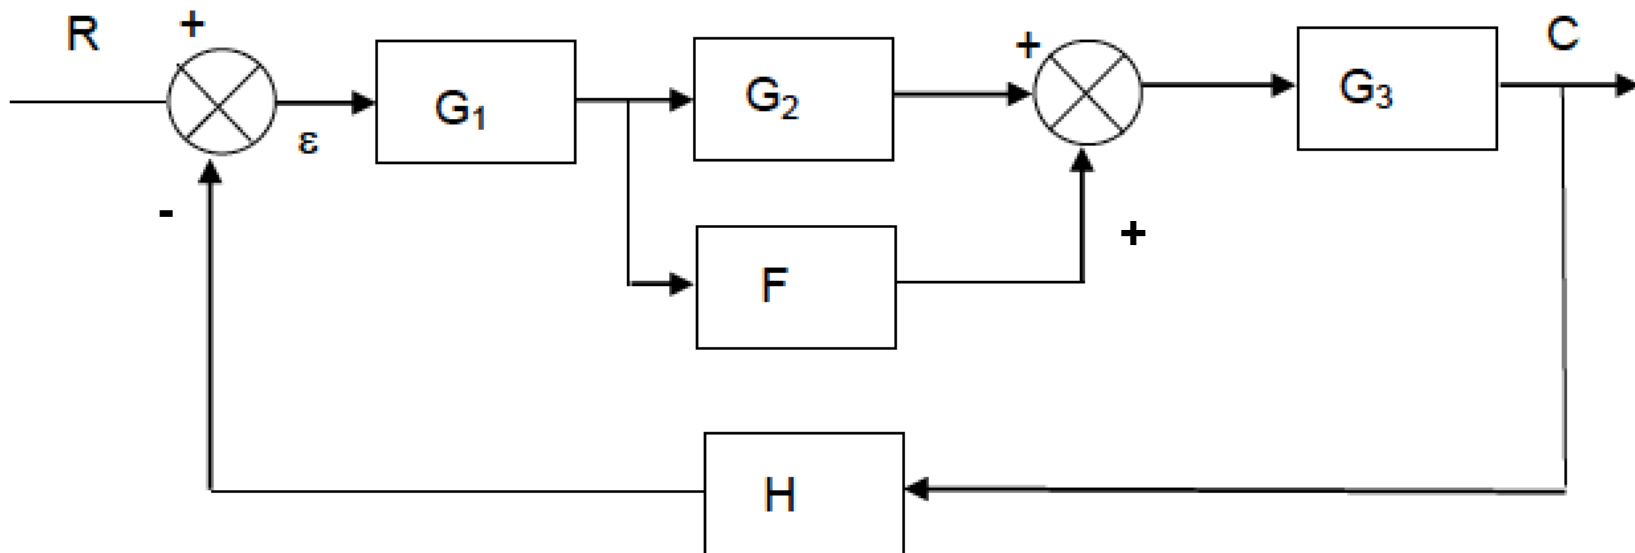 R
+
ε
G₁
G₂
+
G₃
C
-
F
+
H